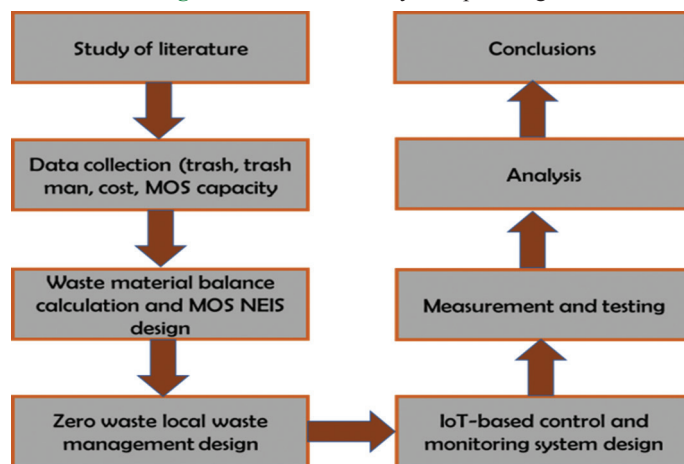 Study of literature
Data collection (trash, trash
man, cost, MOS capacity
Waste material balance
calculation and MOS NEIS
design
Zero waste local waste
management design
IoT-based control and
monitoring system design
Measurement and testing
Analysis
Conclusions